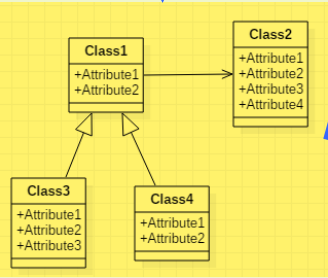 Class1
+Attribute1
+Attribute2
Class2
+Attribute1
+Attribute2
+Attribute3
+Attribute4
Class3
+Attribute1
+Attribute2
+Attribute3
Class4
+Attribute1
+Attribute2